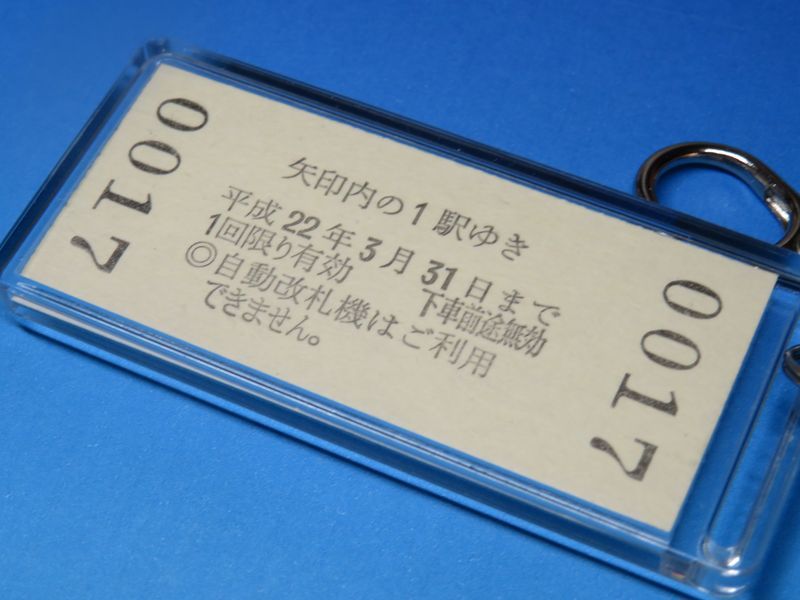 0017
矢印内の1駅ゆき
平成22年3月31日まで
1回限り有効 下車前途無効
◎自動改札機はご利用
できません。
0017